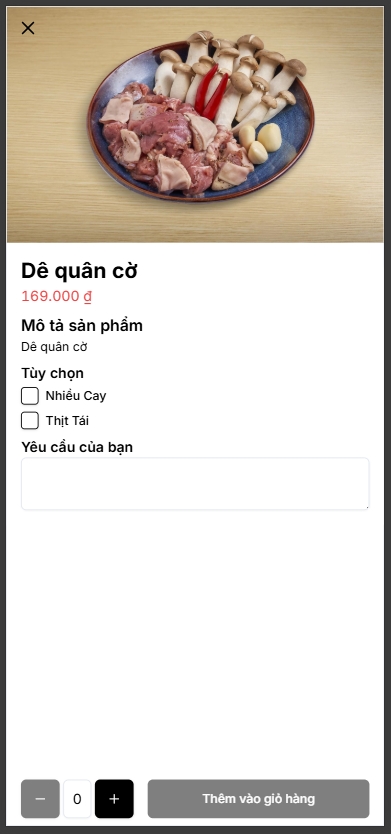 Dê quân cờ
169.000 ₫
Mô tả sản phẩm
Dê quân cờ
Tùy chọn
Nhiều Cay
Thịt Tái
Yêu cầu của bạn
− 0 + Thêm vào giỏ hàng